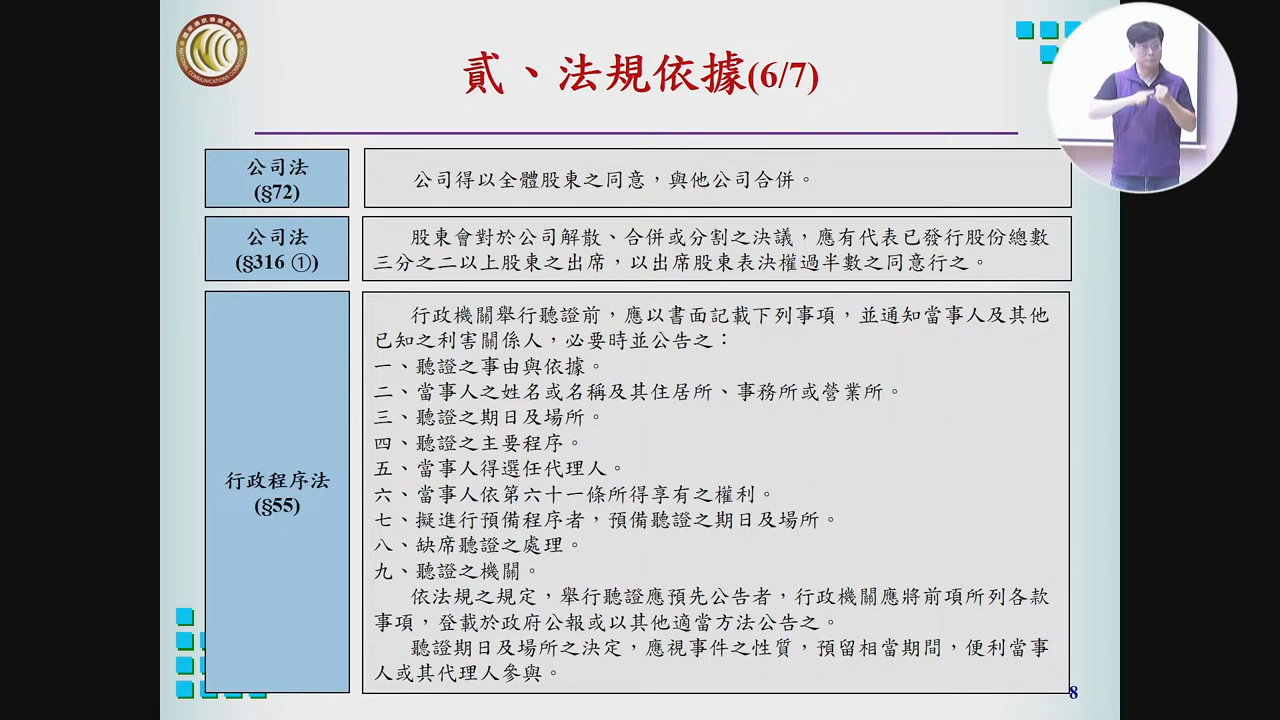 貳、法規依據(6/7)
公司法
(§72)
公司得以全體股東之同意，與他公司合併。
公司法
(§316 ①)
股東會對於公司解散、合併或分割之決議，應有代表已發行股份總數
三分之二以上股東之出席，以出席股東表決權過半數之同意行之。
行政程序法
(§55)
行政機關舉行聽證前，應以書面記載下列事項，並通知當事人及其他
已知之利害關係人，必要時並公告之：
一、聽證之事由與依據。
二、當事人之姓名或名稱及其住居所、事務所或營業所。
三、聽證之期日及場所。
四、聽證之主要程序。
五、當事人得選任代理人。
六、當事人依第六十一條所得享有之權利。
七、擬進行預備程序者，預備聽證之期日及場所。
八、缺席聽證之處理。
九、聽證之機關。
依法規之規定，舉行聽證應預先公告者，行政機關應將前項所列各款
事項，登載於政府公報或以其他適當方法公告之。
聽證期日及場所之決定，應視事件之性質，預留相當期間，便利當事
人或其代理人參與。
8
國家通訊傳播委員會
NCC
NATIONAL COMMUNICATIONS COMMISSION